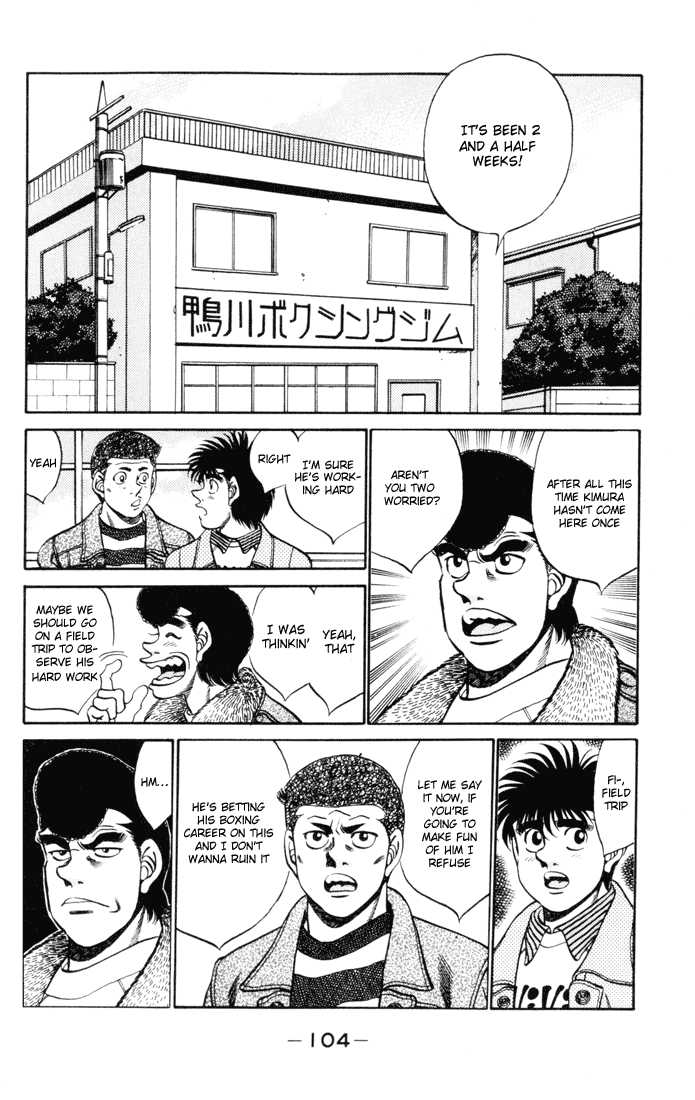 IT'S BEEN 2
AND A HALF
WEEKS!
鴨川ボクシングジム
AFTER ALL THIS
TIME KIMURA
HASN'T COME
HERE ONCE
AREN'T
YOU TWO
WORRIED?
RIGHT
I'M SURE
HE'S WORK-
ING HARD
YEAH
YEAH,
THAT
I WAS
THINKIN'
MAYBE WE
SHOULD GO
ON A FIELD
TRIP TO OB-
SERVE HIS
HARD WORK
FI-,
FIELD
TRIP
LET ME SAY
IT NOW, IF
YOU'RE
GOING TO
MAKE FUN
OF HIM I
REFUSE
HE'S BETTING
HIS BOXING
CAREER ON THIS
AND I DON'T
WANNA RUIN IT
HM...
-104-